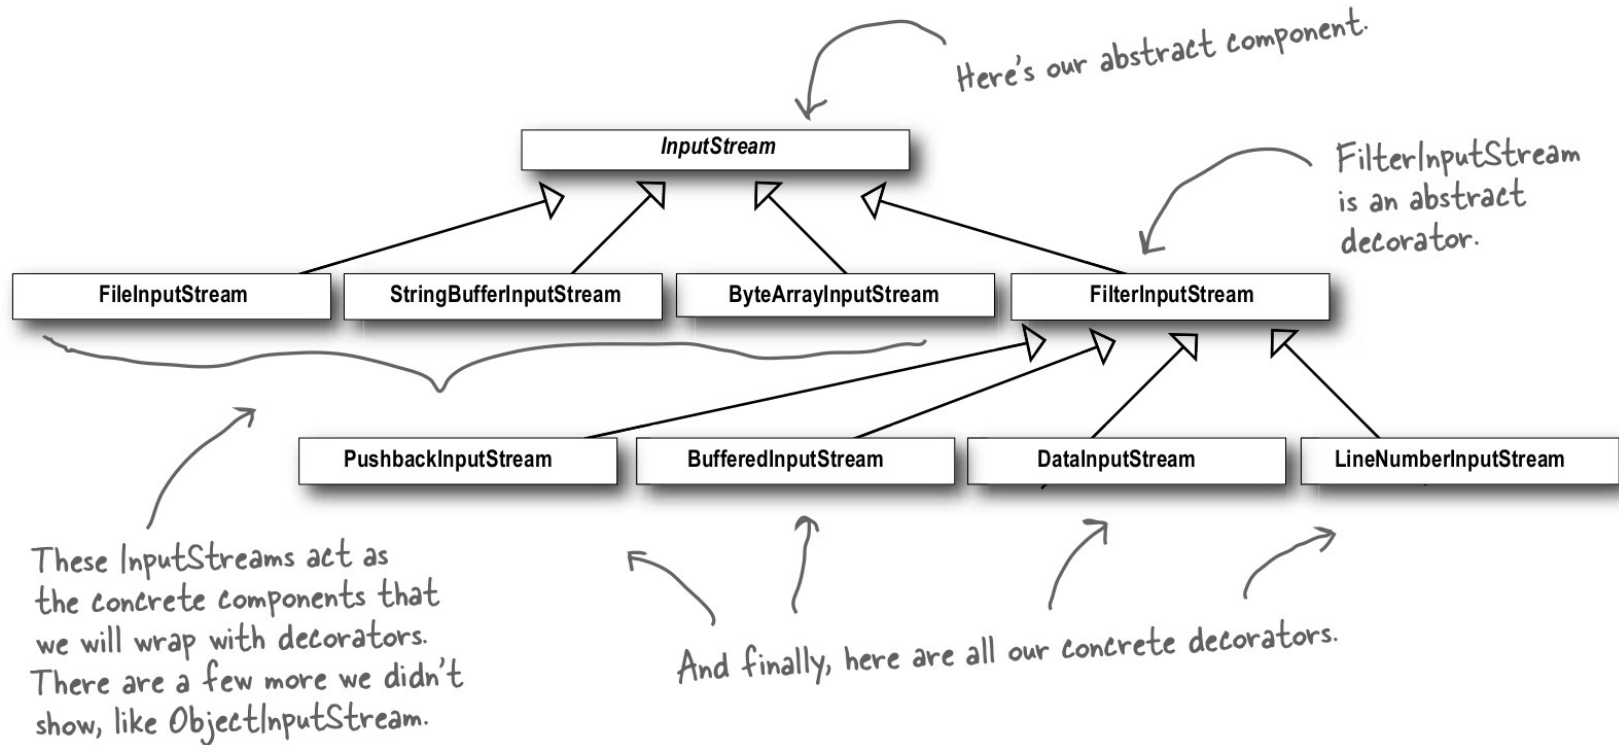 Here's our abstract component.
InputStream
FilterInputStream
is an abstract
decorator.
FileInputStream
StringBufferInputStream
ByteArrayInputStream
FilterInputStream
PushbackInputStream
BufferedInputStream
DataInputStream
LineNumberInputStream
These InputStreams act as
the concrete components that
we will wrap with decorators.
There are a few more we didn't
show, like ObjectInputStream.
And finally, here are all our concrete decorators.